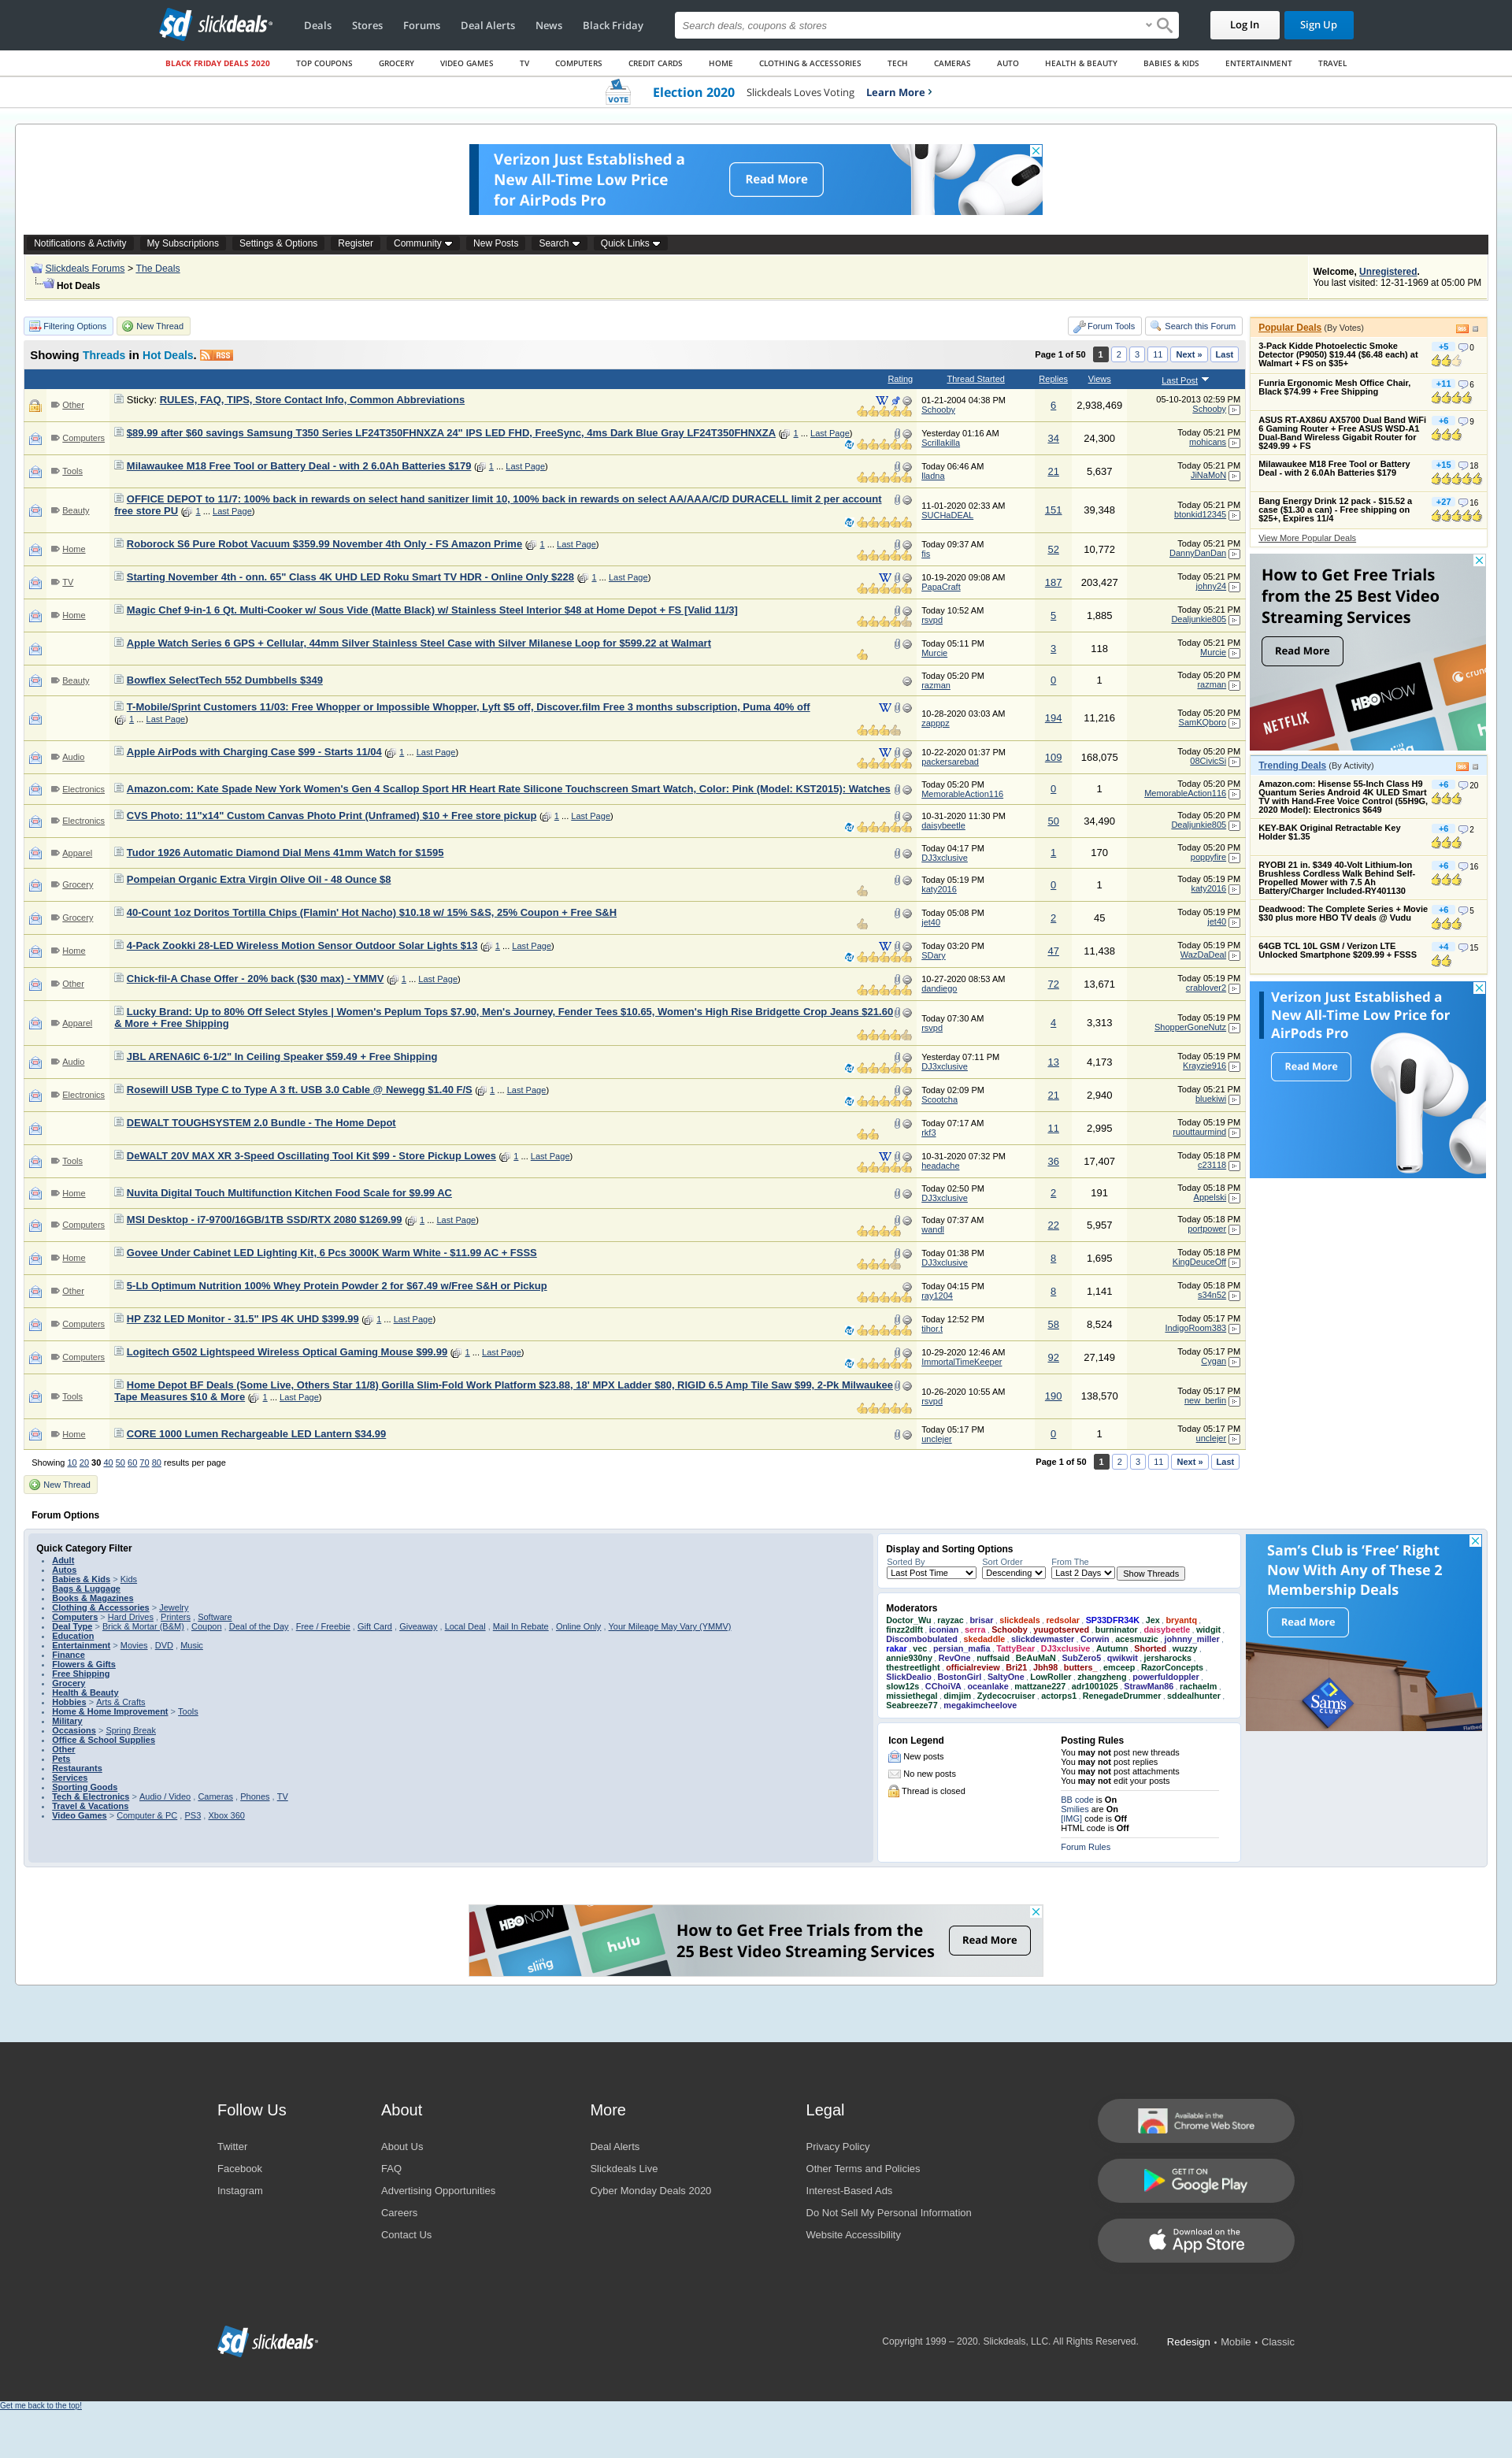 slickdeals
Deals Stores Forums Deal Alerts News Black Friday
Search deals, coupons & stores
Log In Sign Up
BLACK FRIDAY DEALS 2020 TOP COUPONS GROCERY VIDEO GAMES TV COMPUTERS CREDIT CARDS HOME CLOTHING & ACCESSORIES TECH CAMERAS AUTO HEALTH & BEAUTY BABIES & KIDS ENTERTAINMENT TRAVEL
VOTE Election 2020 Slickdeals Loves Voting Learn More
Verizon Just Established a
New All-Time Low Price
for AirPods Pro
Read More
Notifications & Activity My Subscriptions Settings & Options Register Community New Posts Search Quick Links
Slickdeals Forums > The Deals
Hot Deals
Welcome, Unregistered.
You last visited: 12-31-1969 at 05:00 PM
Filtering Options New Thread Forum Tools Search this Forum
Showing Threads in Hot Deals. RSS
Page 1 of 50 1 2 3 11 Next » Last
Rating Thread Started Replies Views Last Post
Other Sticky: RULES, FAQ, TIPS, Store Contact Info, Common Abbreviations 01-21-2004 04:38 PM Schooby 6 2,938,469 05-10-2013 02:59 PM Schooby
Computers $89.99 after $60 savings Samsung T350 Series LF24T350FHNXZA 24" IPS LED FHD, FreeSync, 4ms Dark Blue Gray LF24T350FHNXZA (1 ... Last Page) Yesterday 01:16 AM Scrillakilla 34 24,300 Today 05:21 PM mohicans
Tools Milawaukee M18 Free Tool or Battery Deal - with 2 6.0Ah Batteries $179 (1 ... Last Page) Today 06:46 AM lladna 21 5,637 Today 05:21 PM JiNaMoN
Beauty OFFICE DEPOT to 11/7: 100% back in rewards on select hand sanitizer limit 10, 100% back in rewards on select AA/AAA/C/D DURACELL limit 2 per account
free store PU (1 ... Last Page) 11-01-2020 02:33 AM SUCHaDEAL 151 39,348 Today 05:21 PM btonkid12345
Home Roborock S6 Pure Robot Vacuum $359.99 November 4th Only - FS Amazon Prime (1 ... Last Page) Today 09:37 AM fis 52 10,772 Today 05:21 PM DannyDanDan
TV Starting November 4th - onn. 65" Class 4K UHD LED Roku Smart TV HDR - Online Only $228 (1 ... Last Page) 10-19-2020 09:08 AM PapaCraft 187 203,427 Today 05:21 PM johny24
Home Magic Chef 9-in-1 6 Qt. Multi-Cooker w/ Sous Vide (Matte Black) w/ Stainless Steel Interior $48 at Home Depot + FS [Valid 11/3] Today 10:52 AM rsvpd 5 1,885 Today 05:21 PM Dealjunkie805
Apple Watch Series 6 GPS + Cellular, 44mm Silver Stainless Steel Case with Silver Milanese Loop for $599.22 at Walmart Today 05:11 PM Murcie 3 118 Today 05:21 PM Murcie
Beauty Bowflex SelectTech 552 Dumbbells $349 Today 05:20 PM razman 0 1 Today 05:20 PM razman
T-Mobile/Sprint Customers 11/03: Free Whopper or Impossible Whopper, Lyft $5 off, Discover.film Free 3 months subscription, Puma 40% off
(1 ... Last Page) 10-28-2020 03:03 AM zapppz 194 11,216 Today 05:20 PM SamKQboro
Audio Apple AirPods with Charging Case $99 - Starts 11/04 (1 ... Last Page) 10-22-2020 01:37 PM packersarebad 109 168,075 Today 05:20 PM 08CivicSi
Electronics Amazon.com: Kate Spade New York Women's Gen 4 Scallop Sport HR Heart Rate Silicone Touchscreen Smart Watch, Color: Pink (Model: KST2015): Watches Today 05:20 PM MemorableAction116 0 1 Today 05:20 PM MemorableAction116
Electronics CVS Photo: 11"x14" Custom Canvas Photo Print (Unframed) $10 + Free store pickup (1 ... Last Page) 10-31-2020 11:30 PM daisybeetle 50 34,490 Today 05:20 PM Dealjunkie805
Apparel Tudor 1926 Automatic Diamond Dial Mens 41mm Watch for $1595 Today 04:17 PM DJ3xclusive 1 170 Today 05:20 PM poppyfire
Grocery Pompeian Organic Extra Virgin Olive Oil - 48 Ounce $8 Today 05:19 PM katy2016 0 1 Today 05:19 PM katy2016
Grocery 40-Count 1oz Doritos Tortilla Chips (Flamin' Hot Nacho) $10.18 w/ 15% S&S, 25% Coupon + Free S&H Today 05:08 PM jet40 2 45 Today 05:19 PM jet40
Home 4-Pack Zookki 28-LED Wireless Motion Sensor Outdoor Solar Lights $13 (1 ... Last Page) Today 03:20 PM SDary 47 11,438 Today 05:19 PM WazDaDeal
Other Chick-fil-A Chase Offer - 20% back ($30 max) - YMMV (1 ... Last Page) 10-27-2020 08:53 AM dandiego 72 13,671 Today 05:19 PM crablover2
Apparel Lucky Brand: Up to 80% Off Select Styles | Women's Peplum Tops $7.90, Men's Journey, Fender Tees $10.65, Women's High Rise Bridgette Crop Jeans $21.60
& More + Free Shipping Today 07:30 AM rsvpd 4 3,313 Today 05:19 PM ShopperGoneNutz
Audio JBL ARENA6IC 6-1/2" In Ceiling Speaker $59.49 + Free Shipping Yesterday 07:11 PM DJ3xclusive 13 4,173 Today 05:19 PM Krayzie916
Electronics Rosewill USB Type C to Type A 3 ft. USB 3.0 Cable @ Newegg $1.40 F/S (1 ... Last Page) Today 02:09 PM Scootcha 21 2,940 Today 05:21 PM bluekiwi
DEWALT TOUGHSYSTEM 2.0 Bundle - The Home Depot Today 07:17 AM rkf3 11 2,995 Today 05:19 PM ruouttaurmind
Tools DeWALT 20V MAX XR 3-Speed Oscillating Tool Kit $99 - Store Pickup Lowes (1 ... Last Page) 10-31-2020 07:32 PM headache 36 17,407 Today 05:18 PM c23118
Home Nuvita Digital Touch Multifunction Kitchen Food Scale for $9.99 AC Today 02:50 PM DJ3xclusive 2 191 Today 05:18 PM Appelski
Computers MSI Desktop - i7-9700/16GB/1TB SSD/RTX 2080 $1269.99 (1 ... Last Page) Today 07:37 AM wandl 22 5,957 Today 05:18 PM portpower
Home Govee Under Cabinet LED Lighting Kit, 6 Pcs 3000K Warm White - $11.99 AC + FSSS Today 01:38 PM DJ3xclusive 8 1,695 Today 05:18 PM KingDeuceOff
Other 5-Lb Optimum Nutrition 100% Whey Protein Powder 2 for $67.49 w/Free S&H or Pickup Today 04:15 PM ray1204 8 1,141 Today 05:18 PM s34n52
Computers HP Z32 LED Monitor - 31.5" IPS 4K UHD $399.99 (1 ... Last Page) Today 12:52 PM tihor.t 58 8,524 Today 05:17 PM IndigoRoom383
Computers Logitech G502 Lightspeed Wireless Optical Gaming Mouse $99.99 (1 ... Last Page) 10-29-2020 12:46 AM ImmortalTimeKeeper 92 27,149 Today 05:17 PM Cygan
Tools Home Depot BF Deals (Some Live, Others Star 11/8) Gorilla Slim-Fold Work Platform $23.88, 18' MPX Ladder $80, RIGID 6.5 Amp Tile Saw $99, 2-Pk Milwaukee
Tape Measures $10 & More (1 ... Last Page) 10-26-2020 10:55 AM rsvpd 190 138,570 Today 05:17 PM new_berlin
Home CORE 1000 Lumen Rechargeable LED Lantern $34.99 Today 05:17 PM unclejer 0 1 Today 05:17 PM unclejer
Showing 10 20 30 40 50 60 70 80 results per page
Page 1 of 50 1 2 3 11 Next » Last
New Thread
Popular Deals (By Votes)
3-Pack Kidde Photoelectic Smoke
Detector (P9050) $19.44 ($6.48 each) at
Walmart + FS on $35+
+5 0
Funria Ergonomic Mesh Office Chair,
Black $74.99 + Free Shipping
+11 6
ASUS RT-AX86U AX5700 Dual Band WiFi
6 Gaming Router + Free ASUS WSD-A1
Dual-Band Wireless Gigabit Router for
$249.99 + FS
+6 9
Milawaukee M18 Free Tool or Battery
Deal - with 2 6.0Ah Batteries $179
+15 18
Bang Energy Drink 12 pack - $15.52 a
case ($1.30 a can) - Free shipping on
$25+, Expires 11/4
+27 16
View More Popular Deals
How to Get Free Trials
from the 25 Best Video
Streaming Services
Read More
NETFLIX HBONOW sling crunc
Trending Deals (By Activity)
Amazon.com: Hisense 55-Inch Class H9
Quantum Series Android 4K ULED Smart
TV with Hand-Free Voice Control (55H9G,
2020 Model): Electronics $649
+6 20
KEY-BAK Original Retractable Key
Holder $1.35
+6 2
RYOBI 21 in. $349 40-Volt Lithium-Ion
Brushless Cordless Walk Behind Self-
Propelled Mower with 7.5 Ah
Battery/Charger Included-RY401130
+6 16
Deadwood: The Complete Series + Movie
$30 plus more HBO TV deals @ Vudu
+6 5
64GB TCL 10L GSM / Verizon LTE
Unlocked Smartphone $209.99 + FSSS
+4 15
Verizon Just Established a
New All-Time Low Price for
AirPods Pro
Read More
Forum Options
Quick Category Filter
Adult
Autos
Babies & Kids > Kids
Bags & Luggage
Books & Magazines
Clothing & Accessories > Jewelry
Computers > Hard Drives , Printers , Software
Deal Type > Brick & Mortar (B&M) , Coupon , Deal of the Day , Free / Freebie , Gift Card , Giveaway , Local Deal , Mail In Rebate , Online Only , Your Mileage May Vary (YMMV)
Education
Entertainment > Movies , DVD , Music
Finance
Flowers & Gifts
Free Shipping
Grocery
Health & Beauty
Hobbies > Arts & Crafts
Home & Home Improvement > Tools
Military
Occasions > Spring Break
Office & School Supplies
Other
Pets
Restaurants
Services
Sporting Goods
Tech & Electronics > Audio / Video , Cameras , Phones , TV
Travel & Vacations
Video Games > Computer & PC , PS3 , Xbox 360
Display and Sorting Options
Sorted By Sort Order From The
Last Post Time Descending Last 2 Days Show Threads
Moderators
Doctor_Wu , rayzac , brisar , slickdeals , redsolar , SP33DFR34K , Jex , bryantq ,
finzz2dlft , iconian , serra , Schooby , yuugotserved , burninator , daisybeetle , widgit ,
Discombobulated , skedaddle , slickdewmaster , Corwin , acesmuzic , johnny_miller ,
rakar , vec , persian_mafia , TattyBear , DJ3xclusive , Autumn , Shorted , wuzzy ,
annie930ny , RevOne , nuffsaid , BeAuMaN , SubZero5 , qwikwit , jersharocks ,
thestreetlight , officialreview , Bri21 , Jbh98 , butters_ , emceep , RazorConcepts ,
SlickDealio , BostonGirl , SaltyOne , LowRoller , zhangzheng , powerfuldoppler ,
slow12s , CChoiVA , oceanlake , mattzane227 , adr1001025 , StrawMan86 , rachaelm ,
missiethegal , dimjim , Zydecocruiser , actorps1 , RenegadeDrummer , sddealhunter ,
Seabreeze77 , megakimcheelove
Icon Legend
New posts
No new posts
Thread is closed
Posting Rules
You may not post new threads
You may not post replies
You may not post attachments
You may not edit your posts
BB code is On
Smilies are On
[IMG] code is Off
HTML code is Off
Forum Rules
Sam's Club is 'Free' Right
Now With Any of These 2
Membership Deals
Read More
Sam's
CLUB
HBO NOW hulu sling
How to Get Free Trials from the
25 Best Video Streaming Services
Read More
Follow Us
Twitter
Facebook
Instagram
About
About Us
FAQ
Advertising Opportunities
Careers
Contact Us
More
Deal Alerts
Slickdeals Live
Cyber Monday Deals 2020
Legal
Privacy Policy
Other Terms and Policies
Interest-Based Ads
Do Not Sell My Personal Information
Website Accessibility
Available in the
Chrome Web Store
GET IT ON
Google Play
Download on the
App Store
slickdeals
Copyright 1999 – 2020. Slickdeals, LLC. All Rights Reserved. Redesign • Mobile • Classic
Get me back to the top!